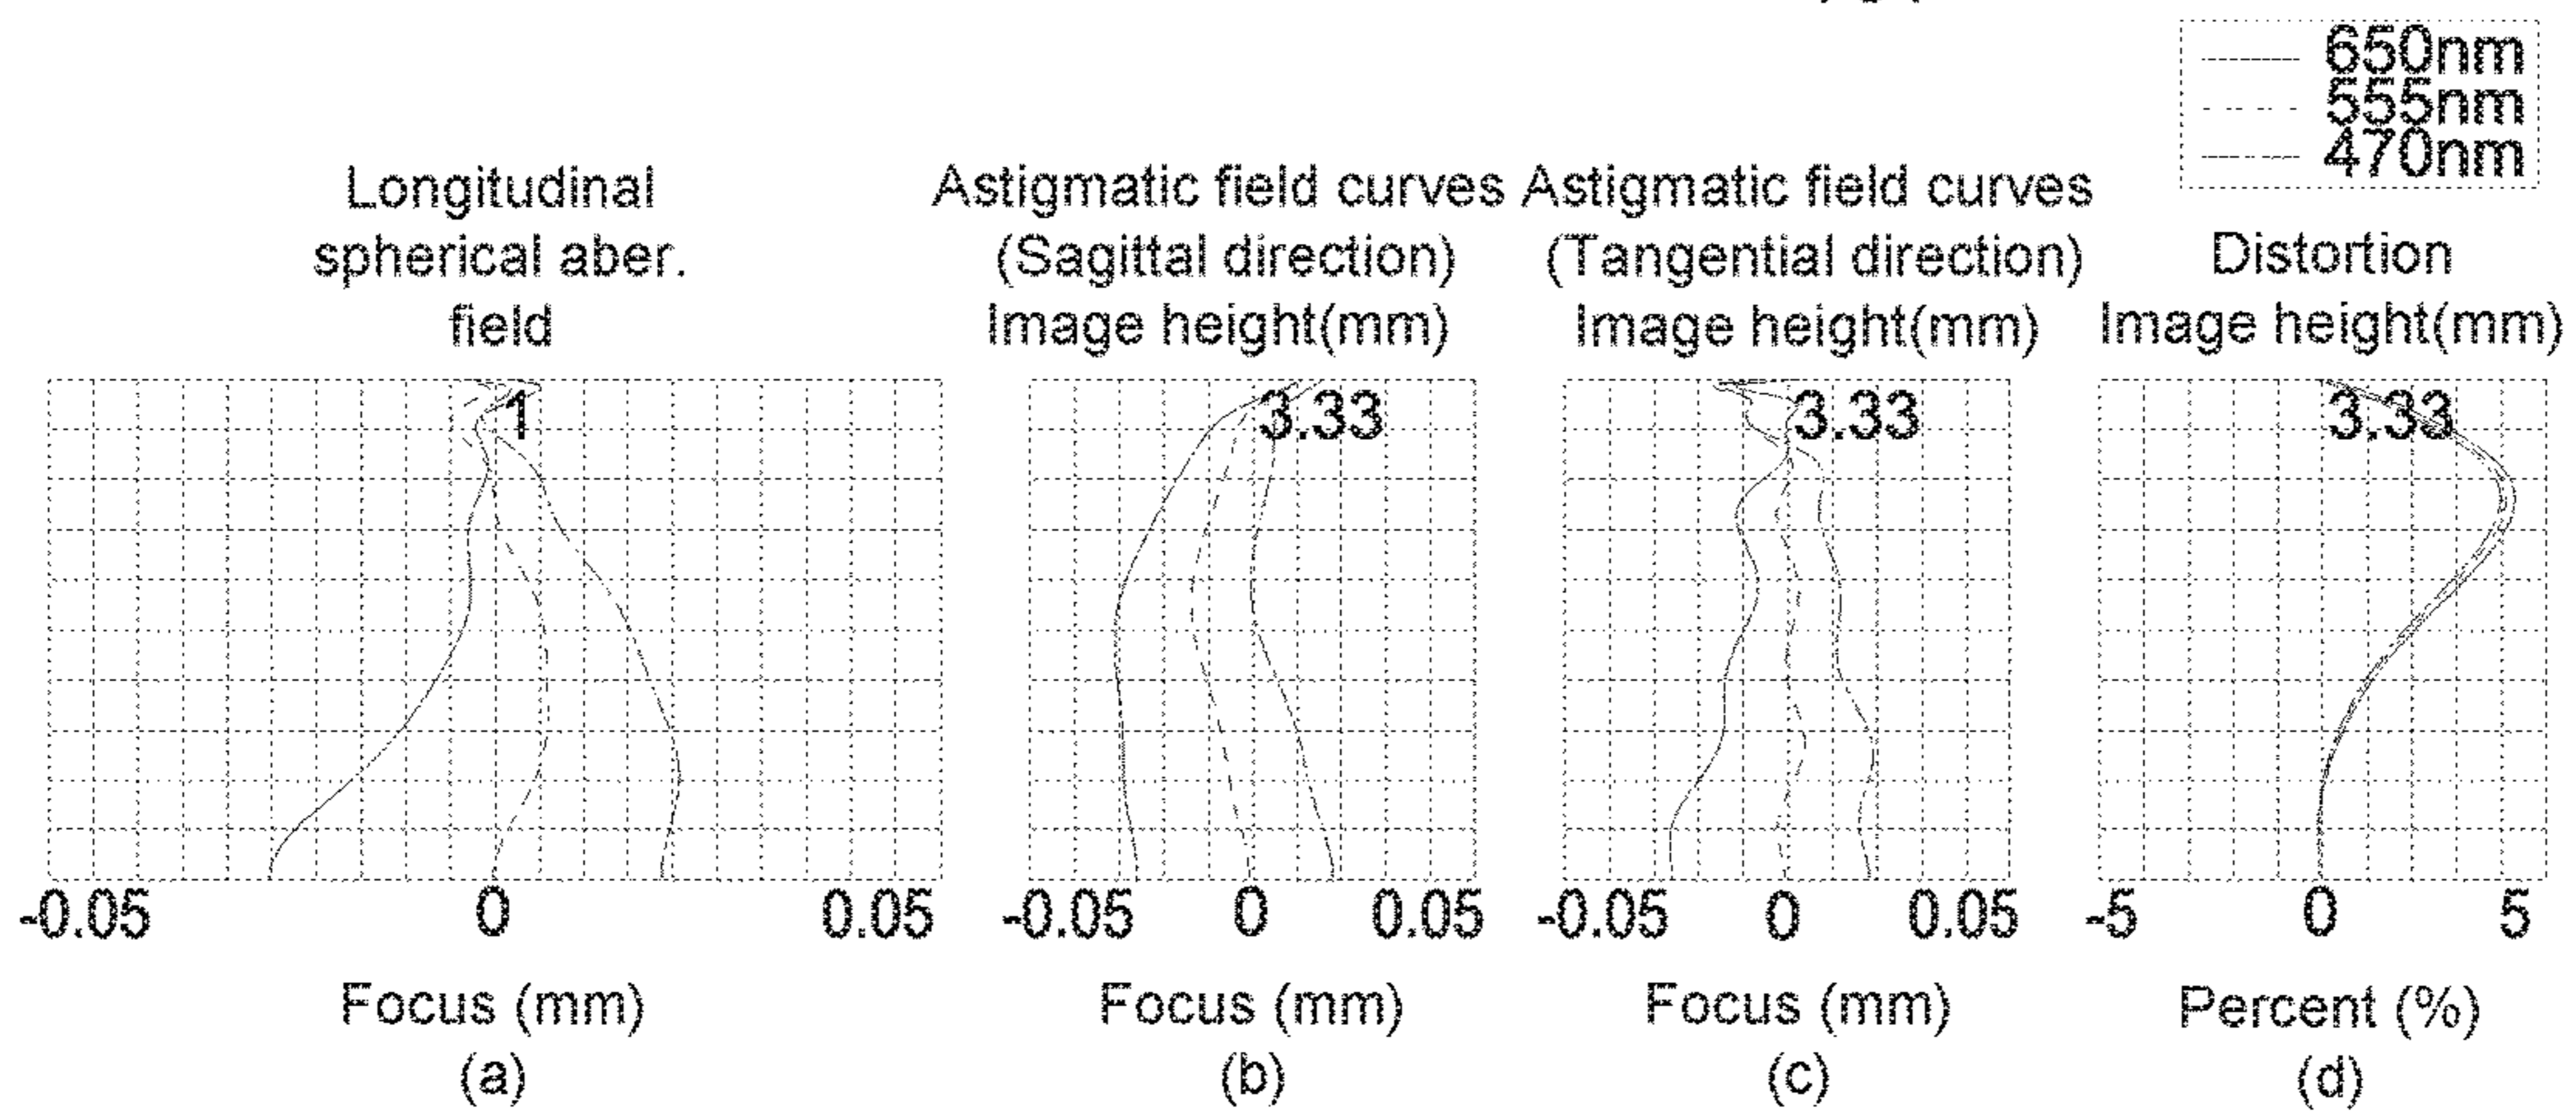 650nm
555nm
470nm
Longitudinal
spherical aber.
field
Astigmatic field curves
(Sagittal direction)
Image height(mm)
Astigmatic field curves
(Tangential direction)
Image height(mm)
Distortion
Image height(mm)
1
3.33
3.33
3.33
-0.05 0 0.05
-0.05 0 0.05
-0.05 0 0.05
-5 0 5
Focus (mm)
Focus (mm)
Focus (mm)
Percent (%)
(a)
(b)
(c)
(d)